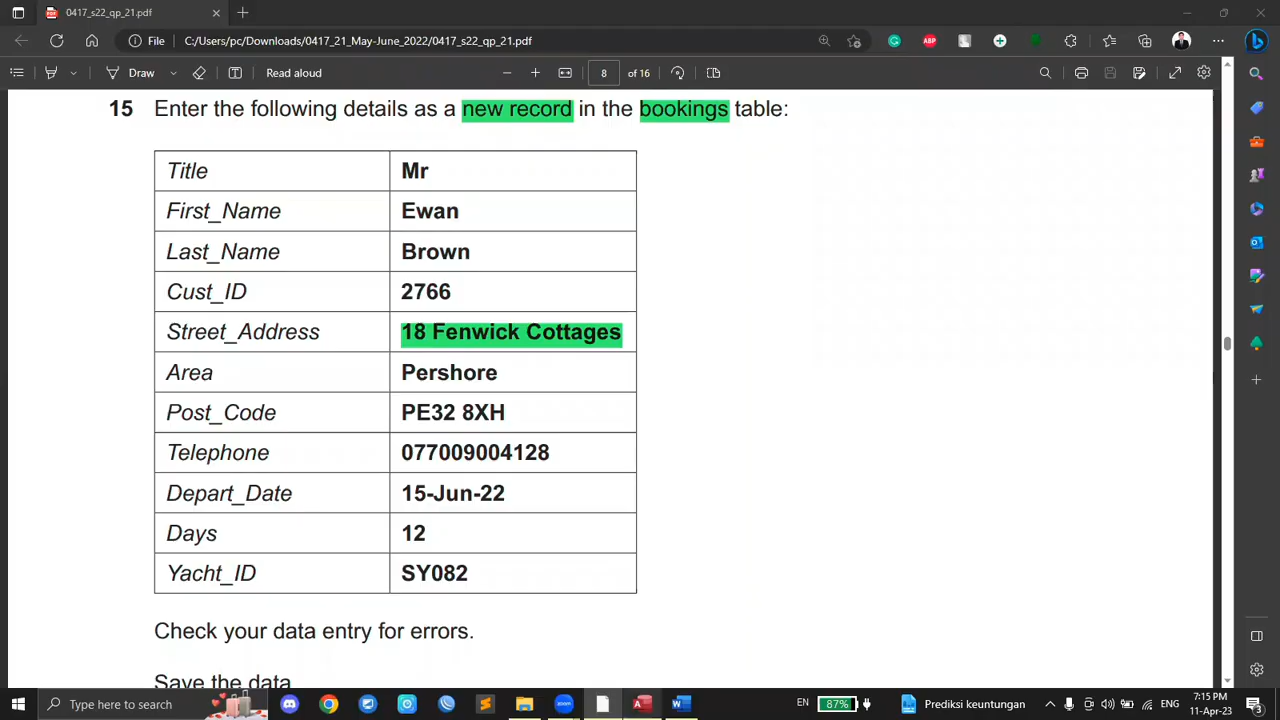 0417_s22_qp_21.pdf
File
C:/Users/pc/Downloads/0417_21_May-June_2022/0417_s22_qp_21.pdf
ABP
Draw
Read aloud
8 of 16
15 Enter the following details as a new record in the bookings table:
Title Mr
First_Name Ewan
Last_Name Brown
Cust_ID 2766
Street_Address 18 Fenwick Cottages
Area Pershore
Post_Code PE32 8XH
Telephone 077009004128
Depart_Date 15-Jun-22
Days 12
Yacht_ID SY082
Check your data entry for errors.
Save the data
Type here to search
EN
87%
Prediksi keuntungan
ENG
7:15 PM
11-Apr-23
3